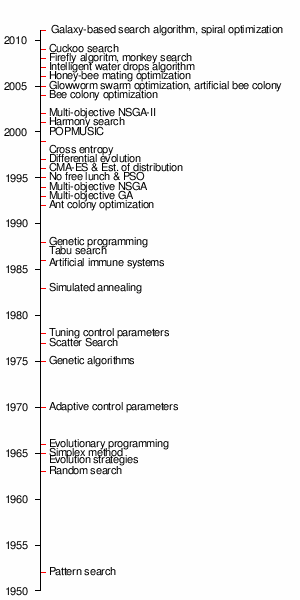 Galaxy-based search algorithm, spiral optimization
2010
Cuckoo search
Firefly algoritm, monkey search
Intelligent water drops algorithm
Honey-bee mating optimization
2005
Glowworm swarm optimization, artificial bee colony
Bee colony optimization
Multi-objective NSGA-II
Harmony search
2000
POPMUSIC
Cross entropy
Differential evolution
CMA-ES & Est. of distribution
No free lunch & PSO
1995
Multi-objective NSGA
Multi-objective GA
Ant colony optimization
1990
Genetic programming
Tabu search
Artificial immune systems
1985
Simulated annealing
1980
Tuning control parameters
Scatter Search
1975
Genetic algorithms
1970
Adaptive control parameters
Evolutionary programming
1965
Simplex method
Evolution strategies
Random search
1960
1955
Pattern search
1950